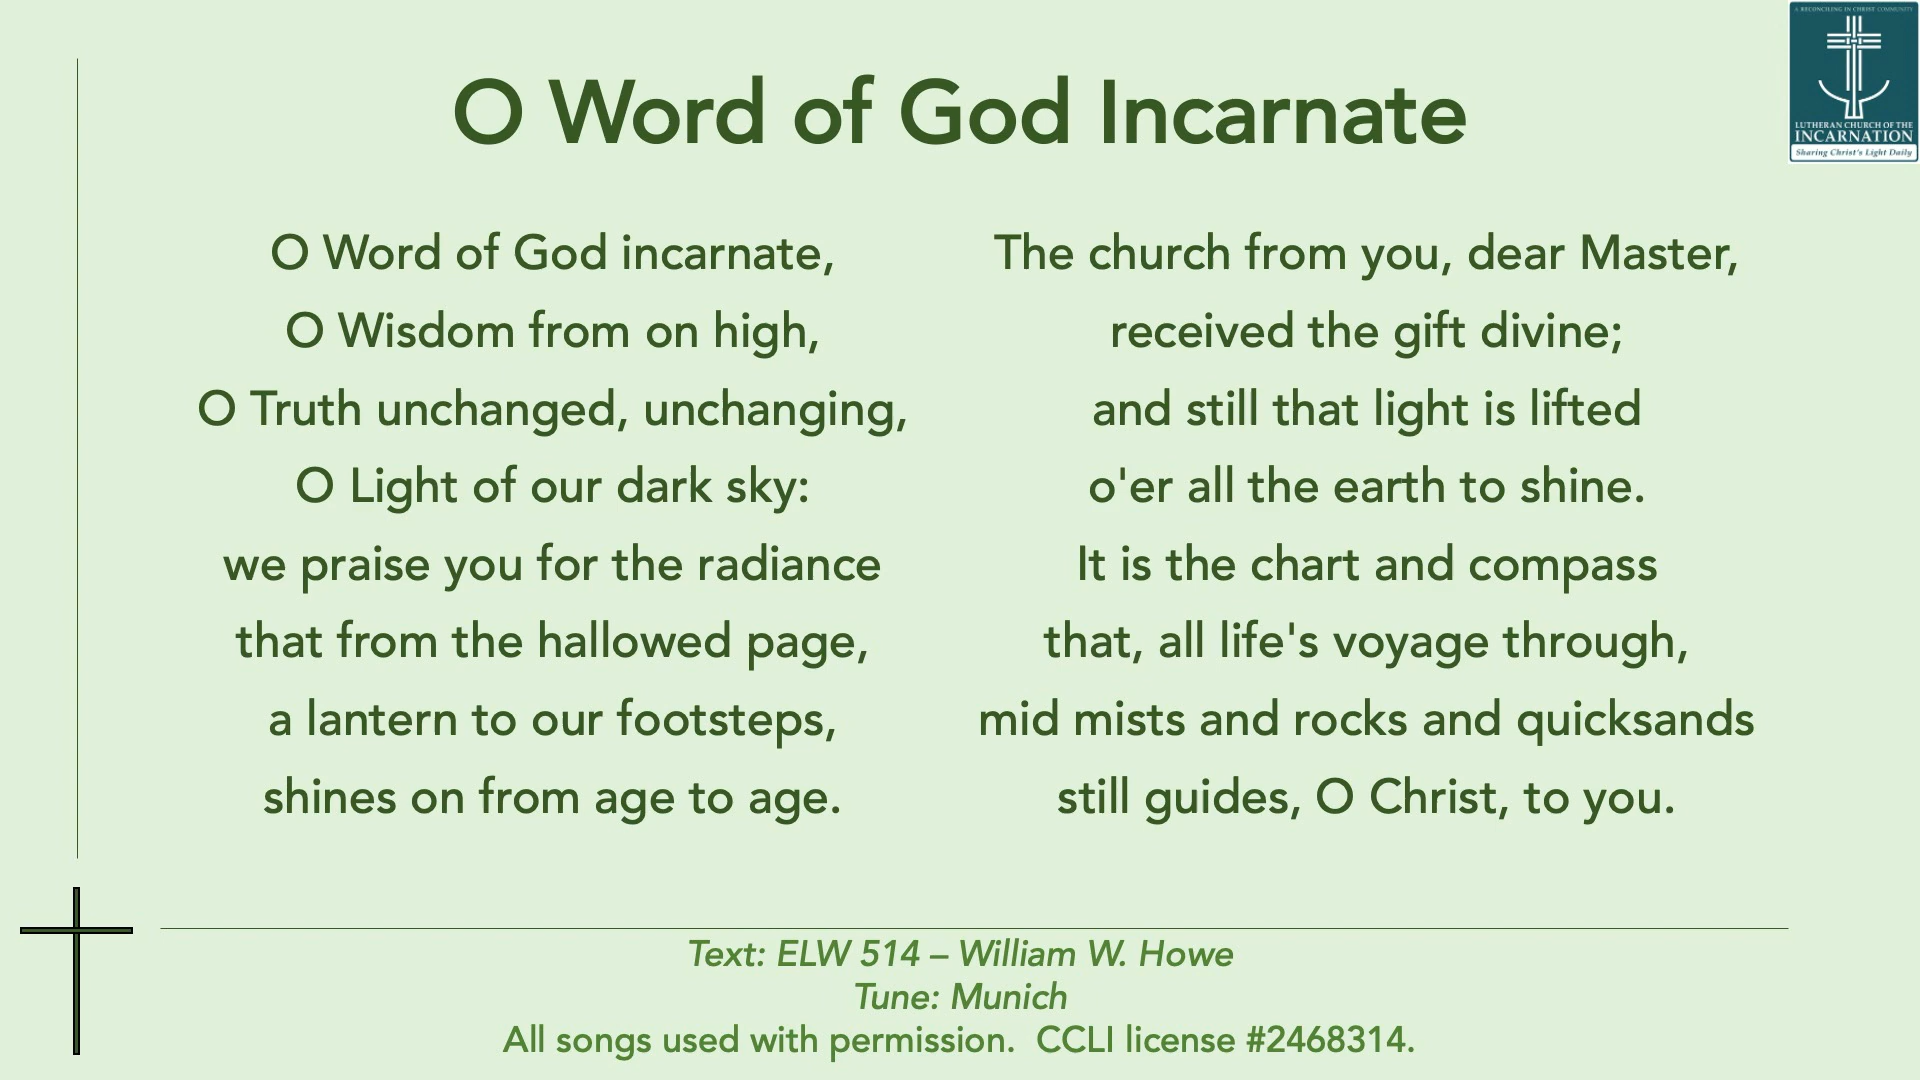 A RECONCILING IN CHRIST COMMUNITY
LUTHERAN CHURCH OF THE
INCARNATION
Sharing Christ's Light Daily
O Word of God Incarnate
O Word of God incarnate,
O Wisdom from on high,
O Truth unchanged, unchanging,
O Light of our dark sky:
we praise you for the radiance
that from the hallowed page,
a lantern to our footsteps,
shines on from age to age.
The church from you, dear Master,
received the gift divine;
and still that light is lifted
o'er all the earth to shine.
It is the chart and compass
that, all life's voyage through,
mid mists and rocks and quicksands
still guides, O Christ, to you.
Text: ELW 514 – William W. Howe
Tune: Munich
All songs used with permission.  CCLI license #2468314.